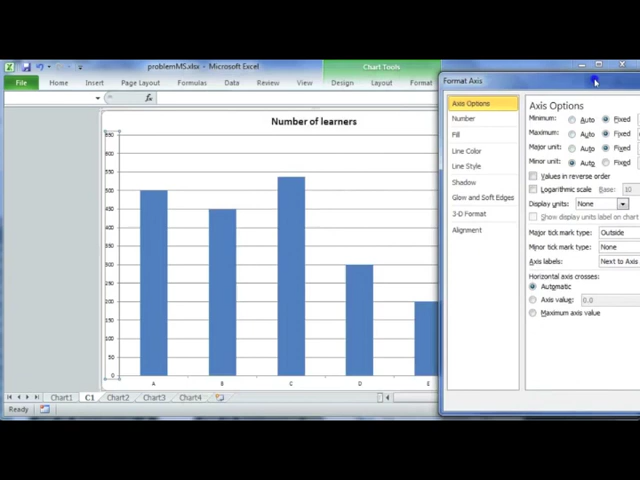 problemMS.xlsx - Microsoft Excel
Chart Tools
File Home Insert Page Layout Formulas Data Review View Design Layout Format
fx
Number of learners
650
600
550
500
450
400
350
300
250
200
150
100
50
0
A B C D E
Chart1 C1 Chart2 Chart3 Chart4
Ready
Format Axis
Axis Options
Number
Fill
Line Color
Line Style
Shadow
Glow and Soft Edges
3-D Format
Alignment
Axis Options
Minimum: Auto Fixed
Maximum: Auto Fixed
Major unit: Auto Fixed
Minor unit: Auto Fixed
Values in reverse order
Logarithmic scale Base: 10
Display units: None
Show display units label on chart
Major tick mark type: Outside
Minor tick mark type: None
Axis labels: Next to Axis
Horizontal axis crosses:
Automatic
Axis value: 0.0
Maximum axis value